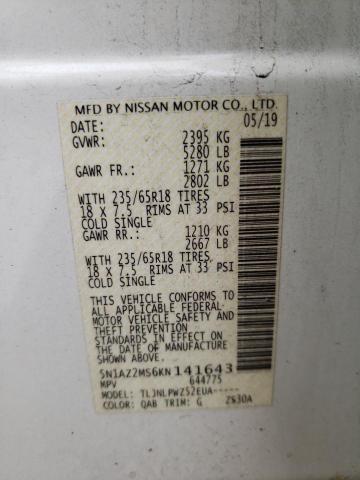 MFD BY NISSAN MOTOR CO., LTD.
DATE: 05/19
GVWR: 2395 KG
5280 LB
GAWR FR.: 1271 KG
2802 LB
WITH 235/65R18 TIRES
18 X 7.5 RIMS AT 33 PSI
COLD SINGLE
GAWR RR.: 1210 KG
2667 LB
WITH 235/65R18 TIRES
18 X 7.5 RIMS AT 33 PSI
COLD SINGLE
THIS VEHICLE CONFORMS TO
ALL APPLICABLE FEDERAL
MOTOR VEHICLE SAFETY AND
THEFT PREVENTION
STANDARDS IN EFFECT ON
THE DATE OF MANUFACTURE
SHOWN ABOVE.
5N1AZ2MS6KN141643
MPV 644775
MODEL: TLJNLPWZ52EUA-----
COLOR: QAB TRIM: G Z530A